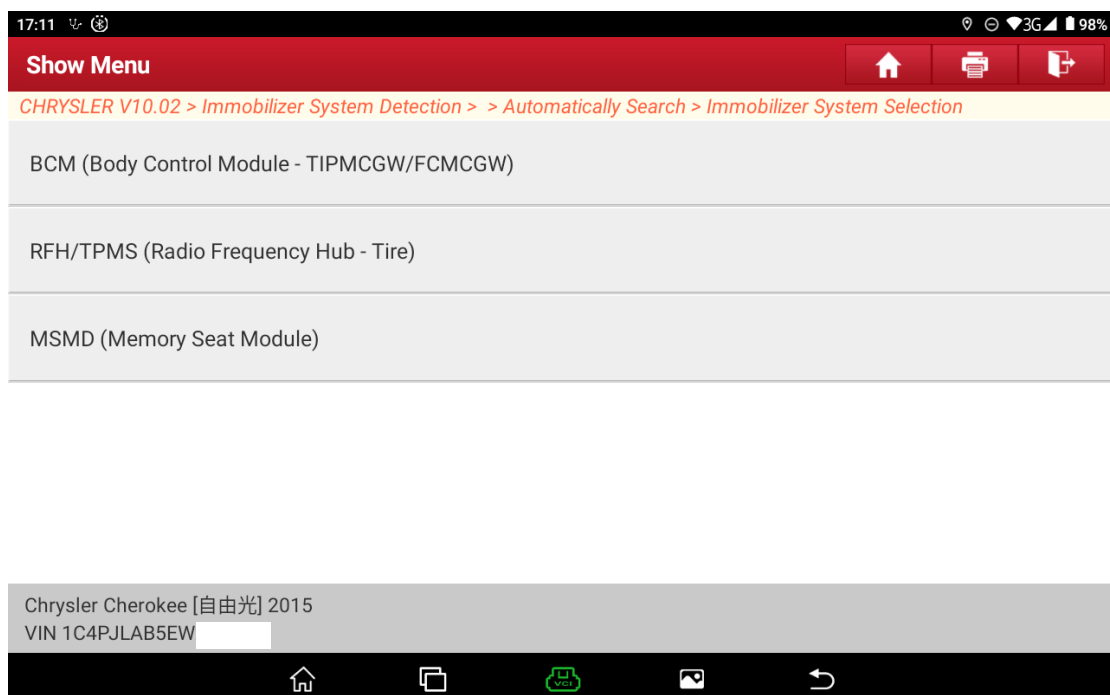 17:11 3G 98%
Show Menu
CHRYSLER V10.02 > Immobilizer System Detection > > Automatically Search > Immobilizer System Selection
BCM (Body Control Module - TIPMCGW/FCMCGW)
RFH/TPMS (Radio Frequency Hub - Tire)
MSMD (Memory Seat Module)
Chrysler Cherokee [自由光] 2015
VIN 1C4PJLAB5EW
VCI